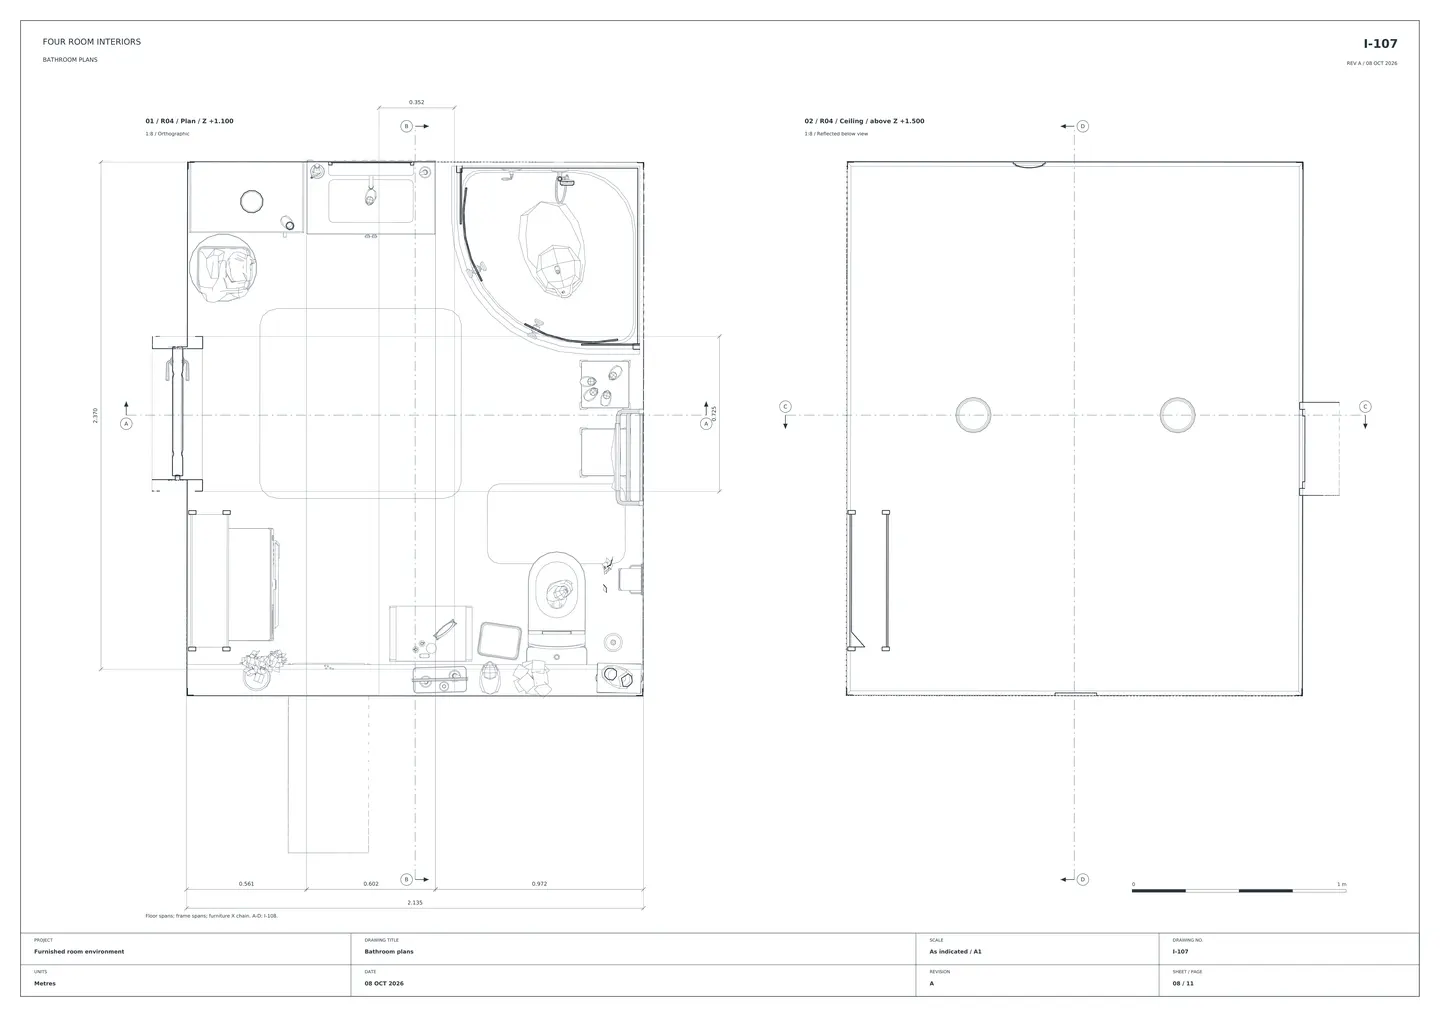 FOUR ROOM INTERIORS
BATHROOM PLANS
I-107
REV A / 08 OCT 2026
01 / R04 / Plan / Z +1.100
1:8 / Orthographic
02 / R04 / Ceiling / above Z +1.500
1:8 / Reflected below view
0.352
B
D
2.370
A
A
0.725
C
C
B
D
0.561
0.602
0.972
2.135
0
1 m
Floor spans; frame spans; furniture X chain. A-D: I-108.
PROJECT
Furnished room environment
DRAWING TITLE
Bathroom plans
SCALE
As indicated / A1
DRAWING NO.
I-107
UNITS
Metres
DATE
08 OCT 2026
REVISION
A
SHEET / PAGE
08 / 11